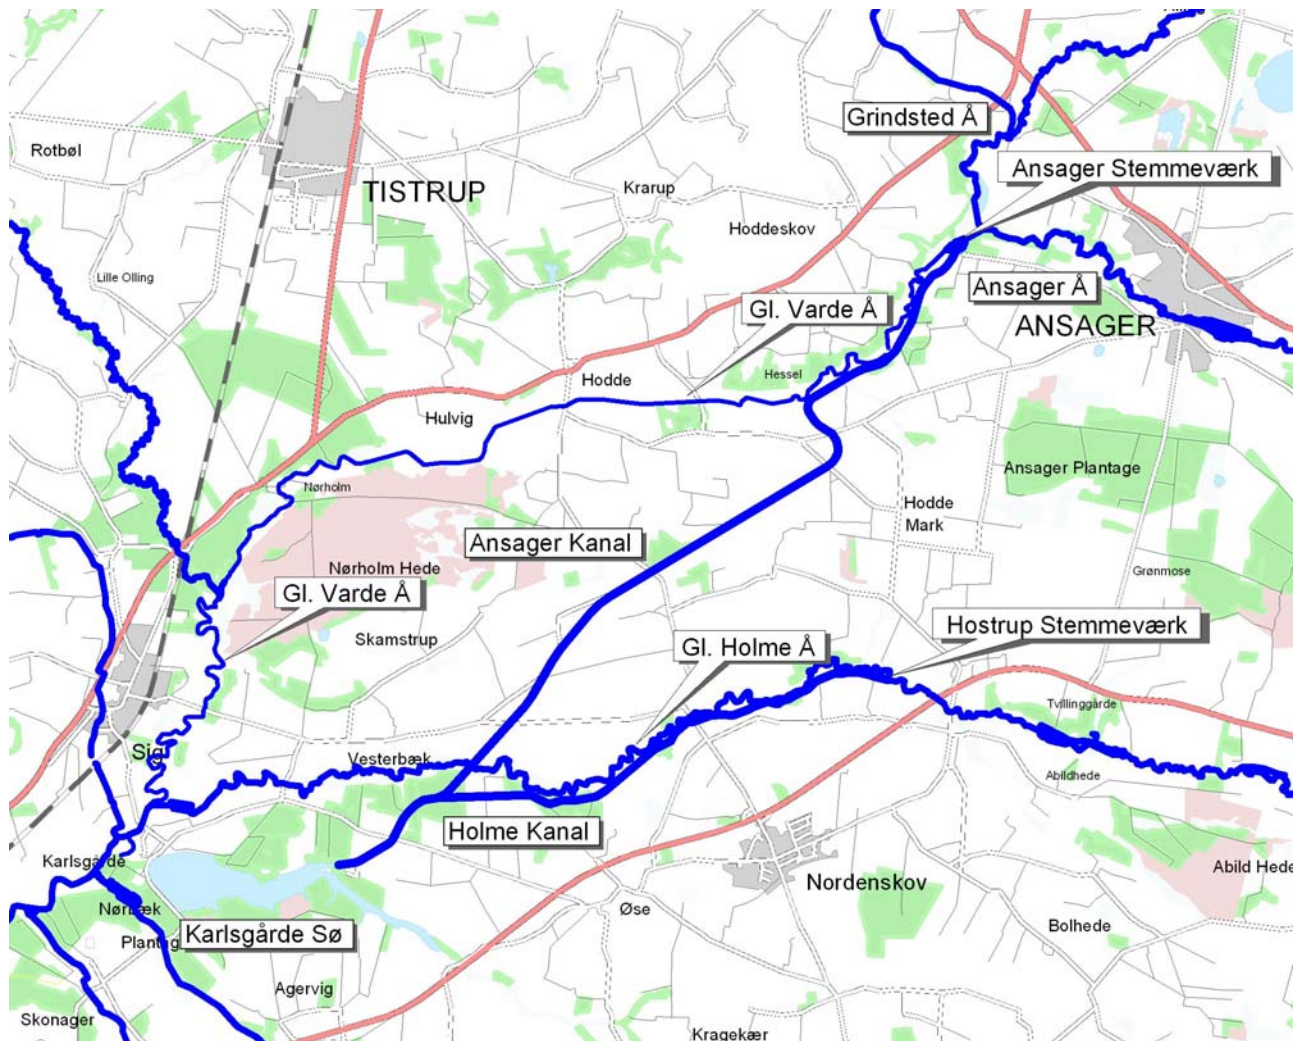 Grindsted Å
Rotbøl
Ansager Stemmeværk
Krarup
TISTRUP
Hoddeskov
Lille Olling
Ansager Å
Gl. Varde Å
ANSAGER
Hessel
Hodde
Hulvig
Ansager Plantage
Nørholm
Hodde
Mark
Ansager Kanal
Nørholm Hede
Grønmose
Gl. Varde Å
Hostrup Stemmeværk
Skamstrup
Gl. Holme Å
Tvillinggårde
Sig
Vesterbæk
Abildhede
Holme Kanal
Karlsgårde
Abild Hede
Nordenskov
Nørbæk
Øse
Bolhede
Karlsgårde Sø
Agervig
Skonager
Kragekær